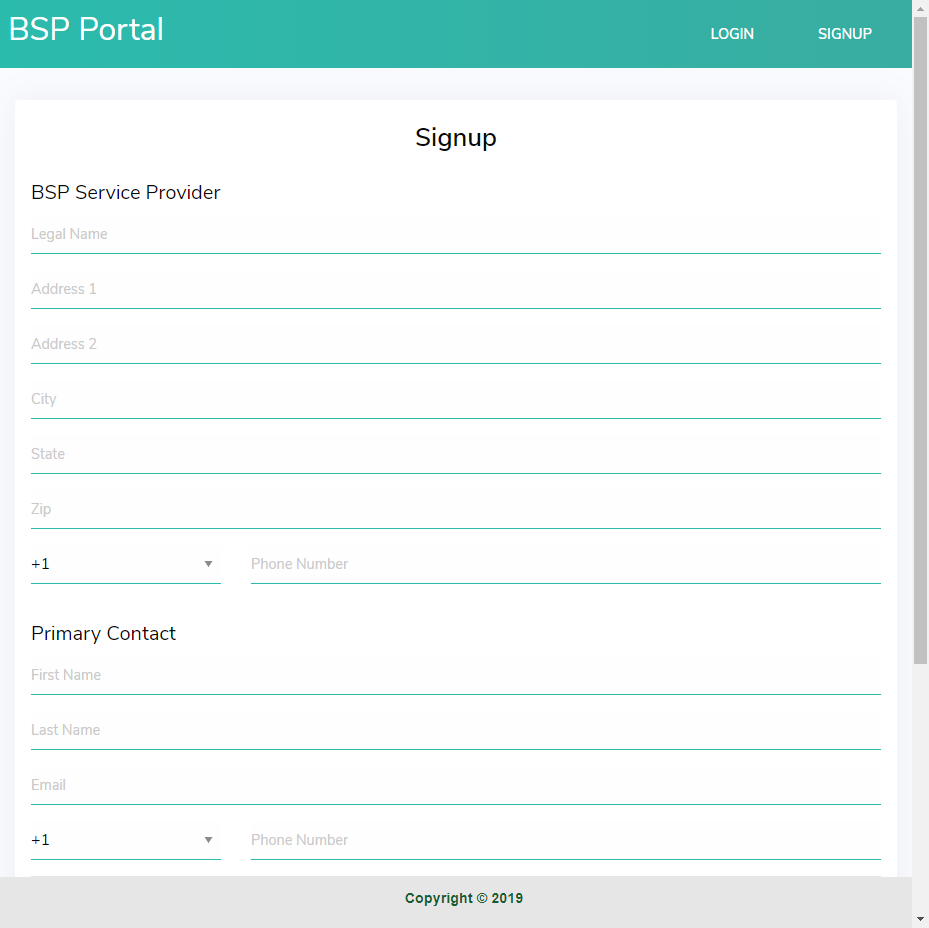 BSP Portal
LOGIN
SIGNUP
Signup
BSP Service Provider
Legal Name
Address 1
Address 2
City
State
Zip
+1
Phone Number
Primary Contact
First Name
Last Name
Email
+1
Phone Number
Copyright © 2019